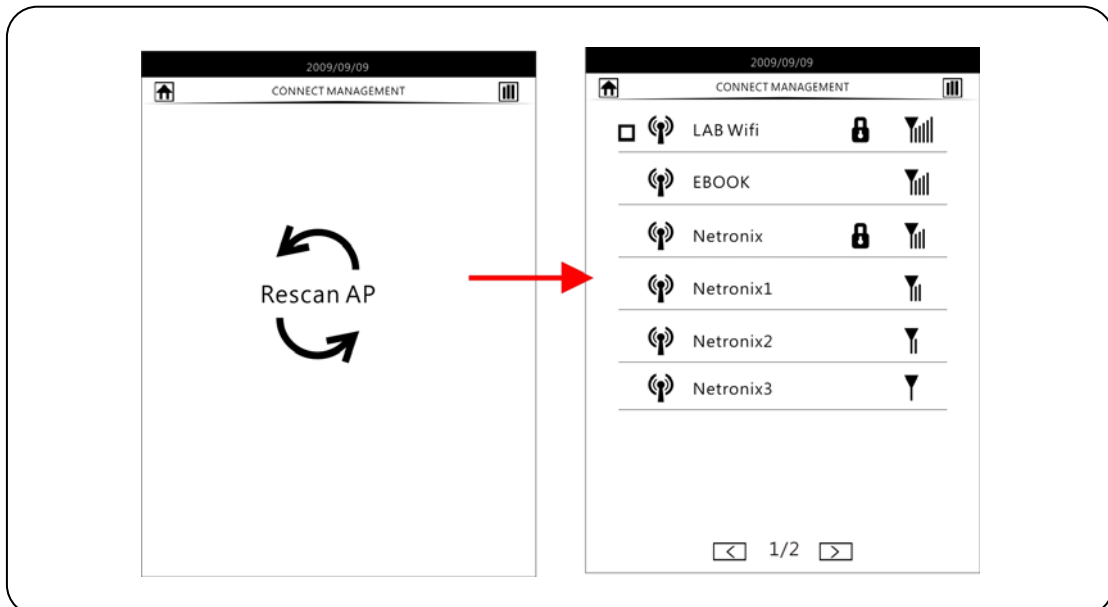 2009/09/09
CONNECT MANAGEMENT
Rescan AP
2009/09/09
CONNECT MANAGEMENT
LAB Wifi
EBOOK
Netronix
Netronix1
Netronix2
Netronix3
< 1/2 >